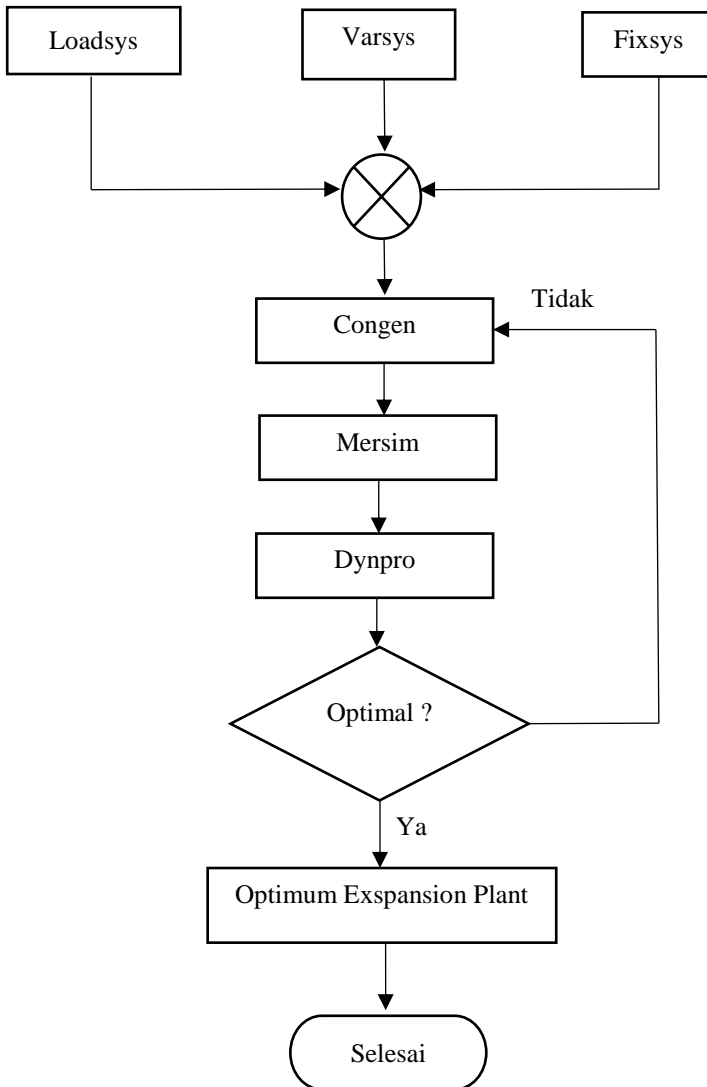 Loadsys
Varsys
Fixsys
Congen
Tidak
Mersim
Dynpro
Optimal ?
Ya
Optimum Exspansion Plant
Selesai